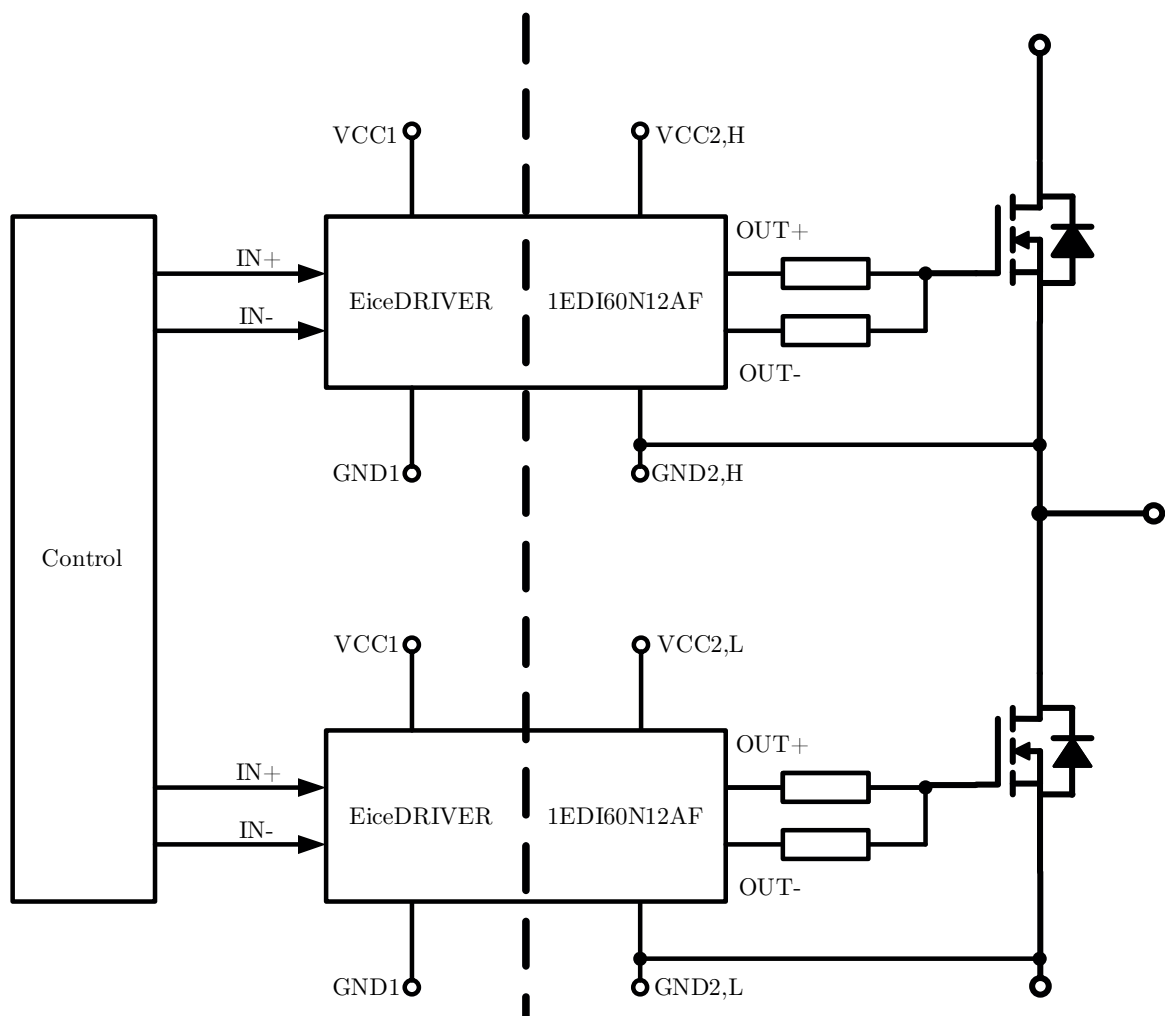 VCC1
VCC2,H
IN+
OUT+
EiceDRIVER
1EDI60N12AF
IN-
OUT-
GND1
GND2,H
Control
VCC1
VCC2,L
IN+
OUT+
EiceDRIVER
1EDI60N12AF
IN-
OUT-
GND1
GND2,L